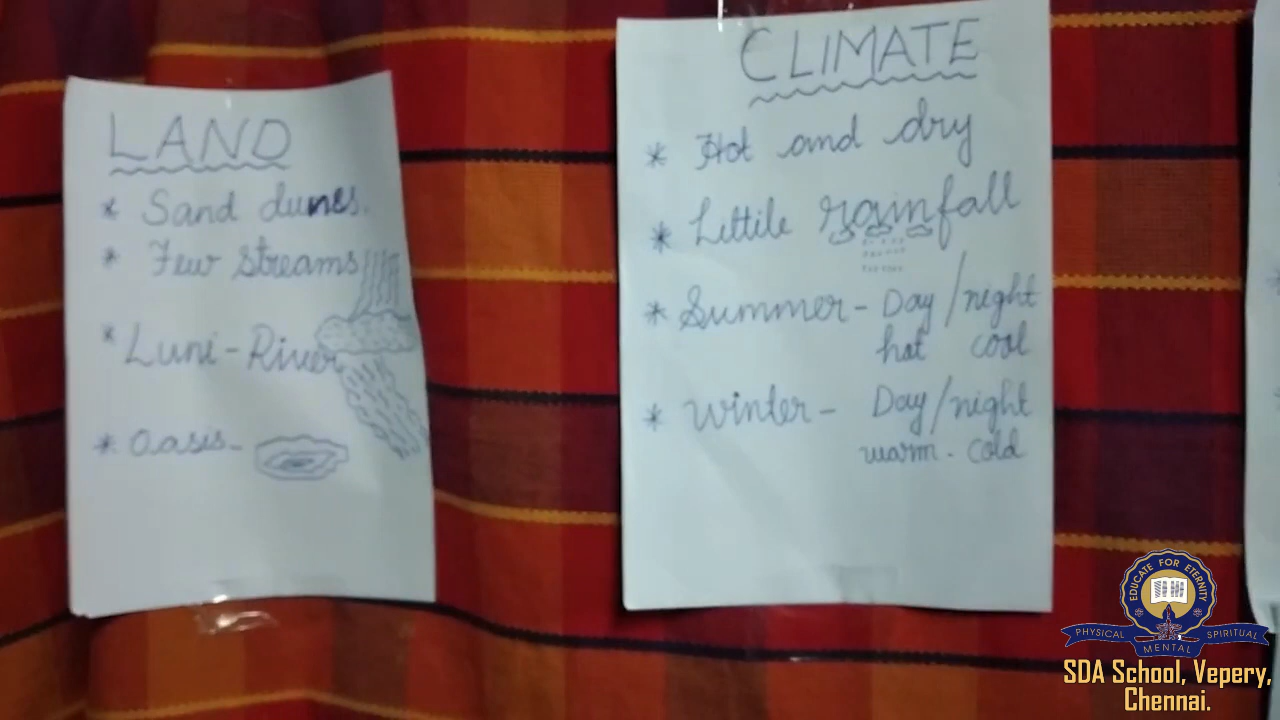 LAND
* Sand dunes.
* Few streams
* Luni - River
* Oasis -
CLIMATE
* Hot and dry
* Littile rainfall
* Summer - Day / night
hot cool
* Winter - Day / night
warm - cold
EDUCATE FOR ETERNITY
PHYSICAL MENTAL SPIRITUAL
SDA School, Vepery,
Chennai.